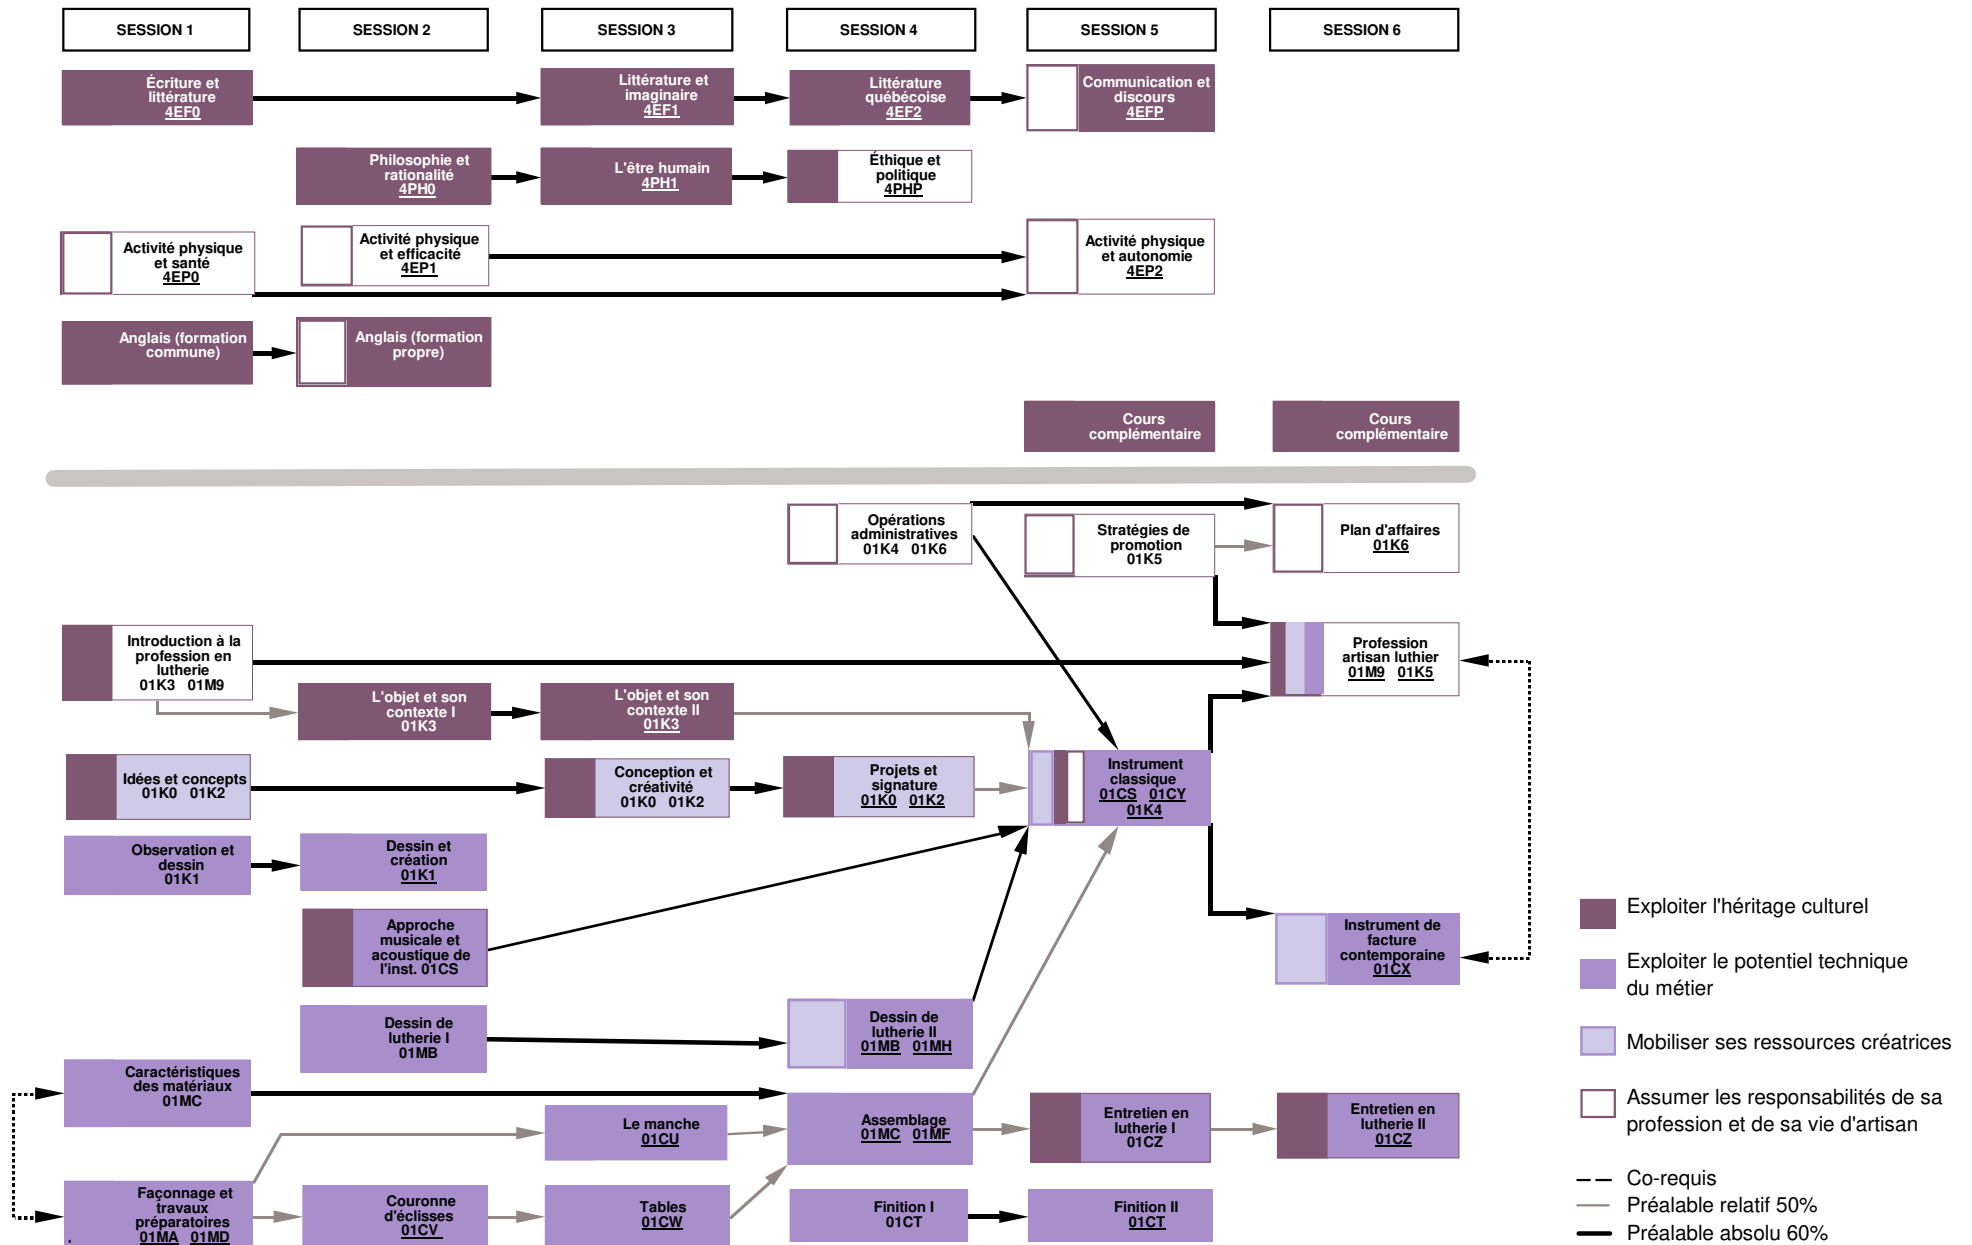 SESSION 1
SESSION 2
SESSION 3
SESSION 4
SESSION 5
SESSION 6
Écriture et
littérature
4EF0
Littérature et
imaginaire
4EF1
Littérature
québécoise
4EF2
Communication et
discours
4EFP
Philosophie et
rationalité
4PH0
L'être humain
4PH1
Éthique et
politique
4PHP
Activité physique
et santé
4EP0
Activité physique
et efficacité
4EP1
Activité physique
et autonomie
4EP2
Anglais (formation
commune)
Anglais (formation
propre)
Cours
complémentaire
Cours
complémentaire
Opérations
administratives
01K4 01K6
Stratégies de
promotion
01K5
Plan d'affaires
01K6
Introduction à la
profession en
lutherie
01K3 01M9
Profession
artisan luthier
01M9 01K5
L'objet et son
contexte I
01K3
L'objet et son
contexte II
01K3
Idées et concepts
01K0 01K2
Conception et
créativité
01K0 01K2
Projets et
signature
01K0 01K2
Instrument
classique
01CS 01CY
01K4
Observation et
dessin
01K1
Dessin et
création
01K1
Approche
musicale et
acoustique de
l'inst. 01CS
Instrument de
facture
contemporaine
01CX
Dessin de
lutherie I
01MB
Dessin de
lutherie II
01MB 01MH
Caractéristiques
des matériaux
01MC
Le manche
01CU
Assemblage
01MC 01MF
Entretien en
lutherie I
01CZ
Entretien en
lutherie II
01CZ
Façonnage et
travaux
préparatoires
01MA 01MD
Couronne
d'éclisses
01CV
Tables
01CW
Finition I
01CT
Finition II
01CT
Exploiter l'héritage culturel
Exploiter le potentiel technique
du métier
Mobiliser ses ressources créatrices
Assumer les responsabilités de sa
profession et de sa vie d'artisan
Co-requis
Préalable relatif 50%
Préalable absolu 60%